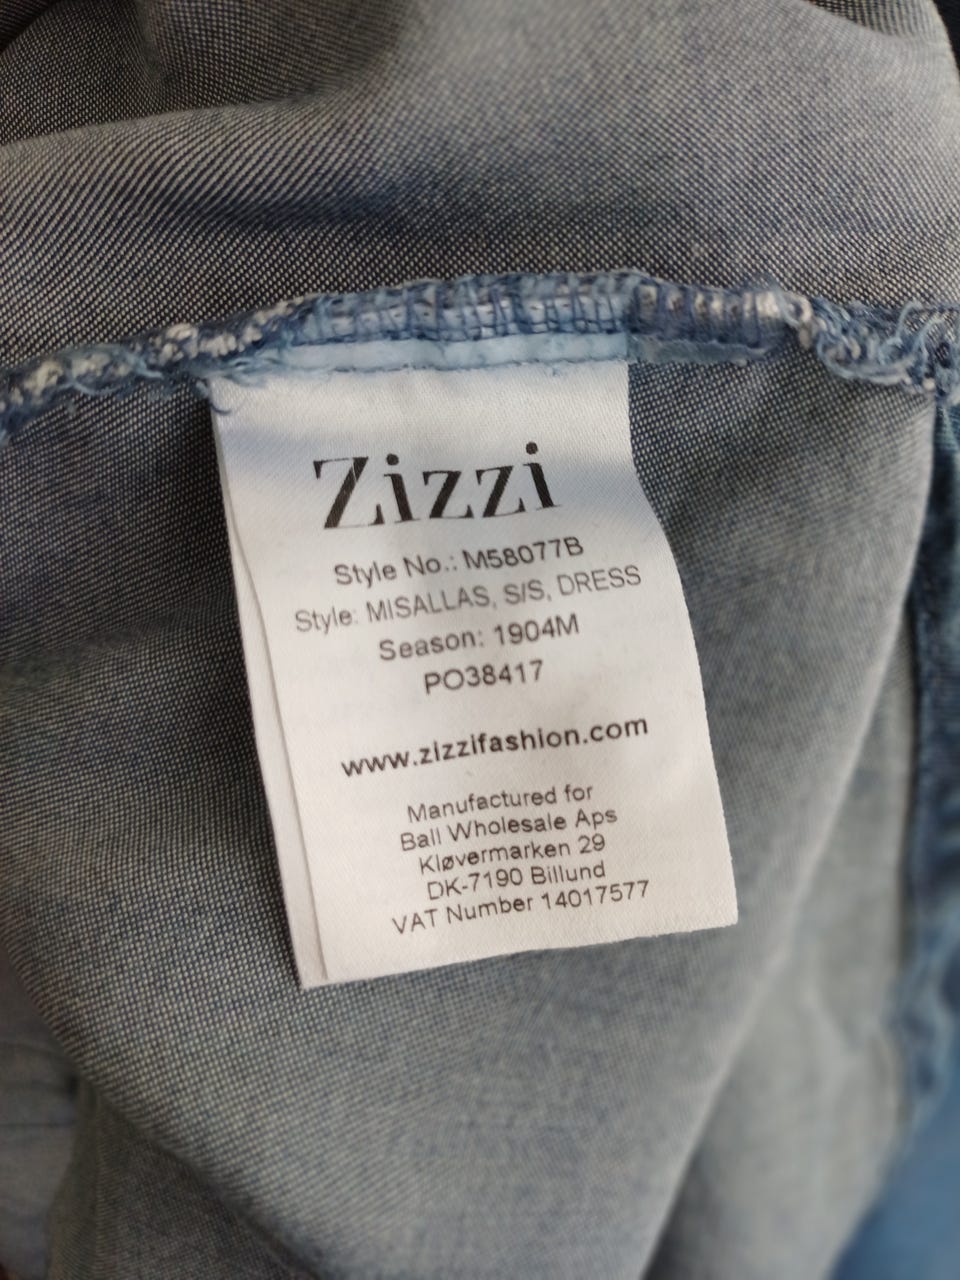 Zizzi
Style No.: M58077B
Style: MISALLAS, S/S, DRESS
Season: 1904M
PO38417
www.zizzifashion.com
Manufactured for
Ball Wholesale Aps
Kløvermarken 29
DK-7190 Billund
VAT Number 14017577